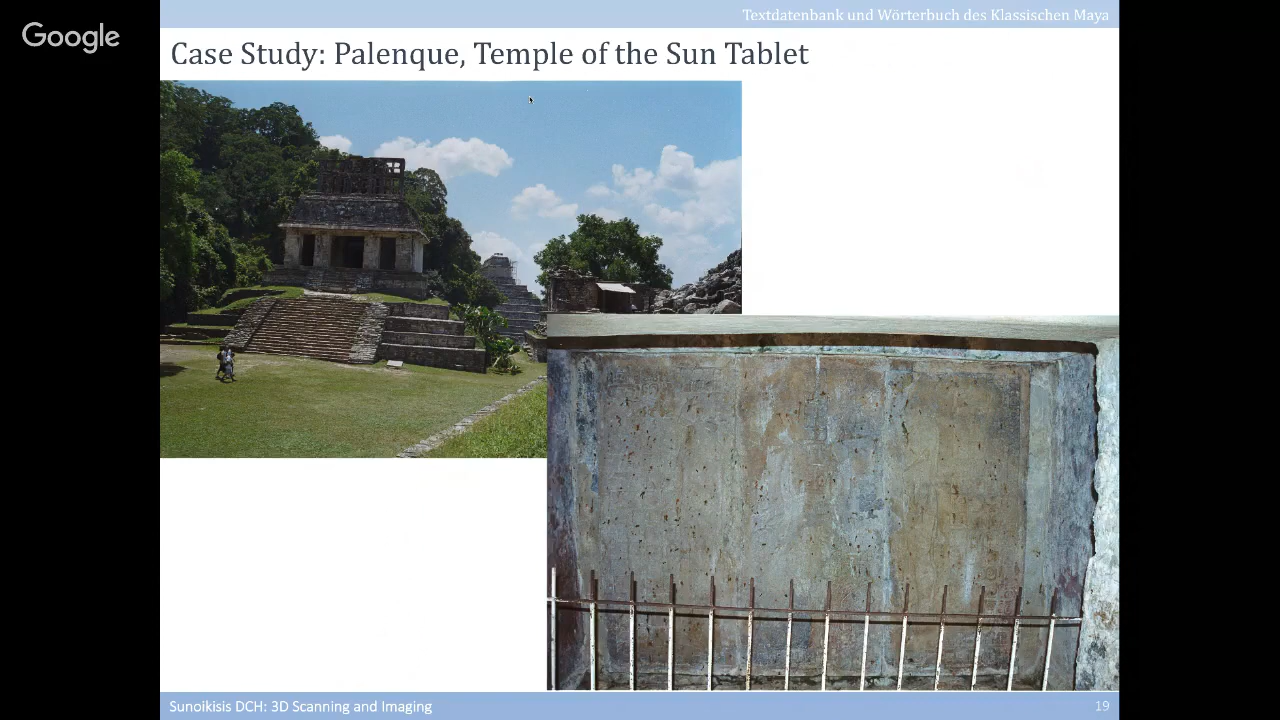 Google
Textdatenbank und Wörterbuch des Klassischen Maya
Case Study: Palenque, Temple of the Sun Tablet
Sunoikisis DCH: 3D Scanning and Imaging
19